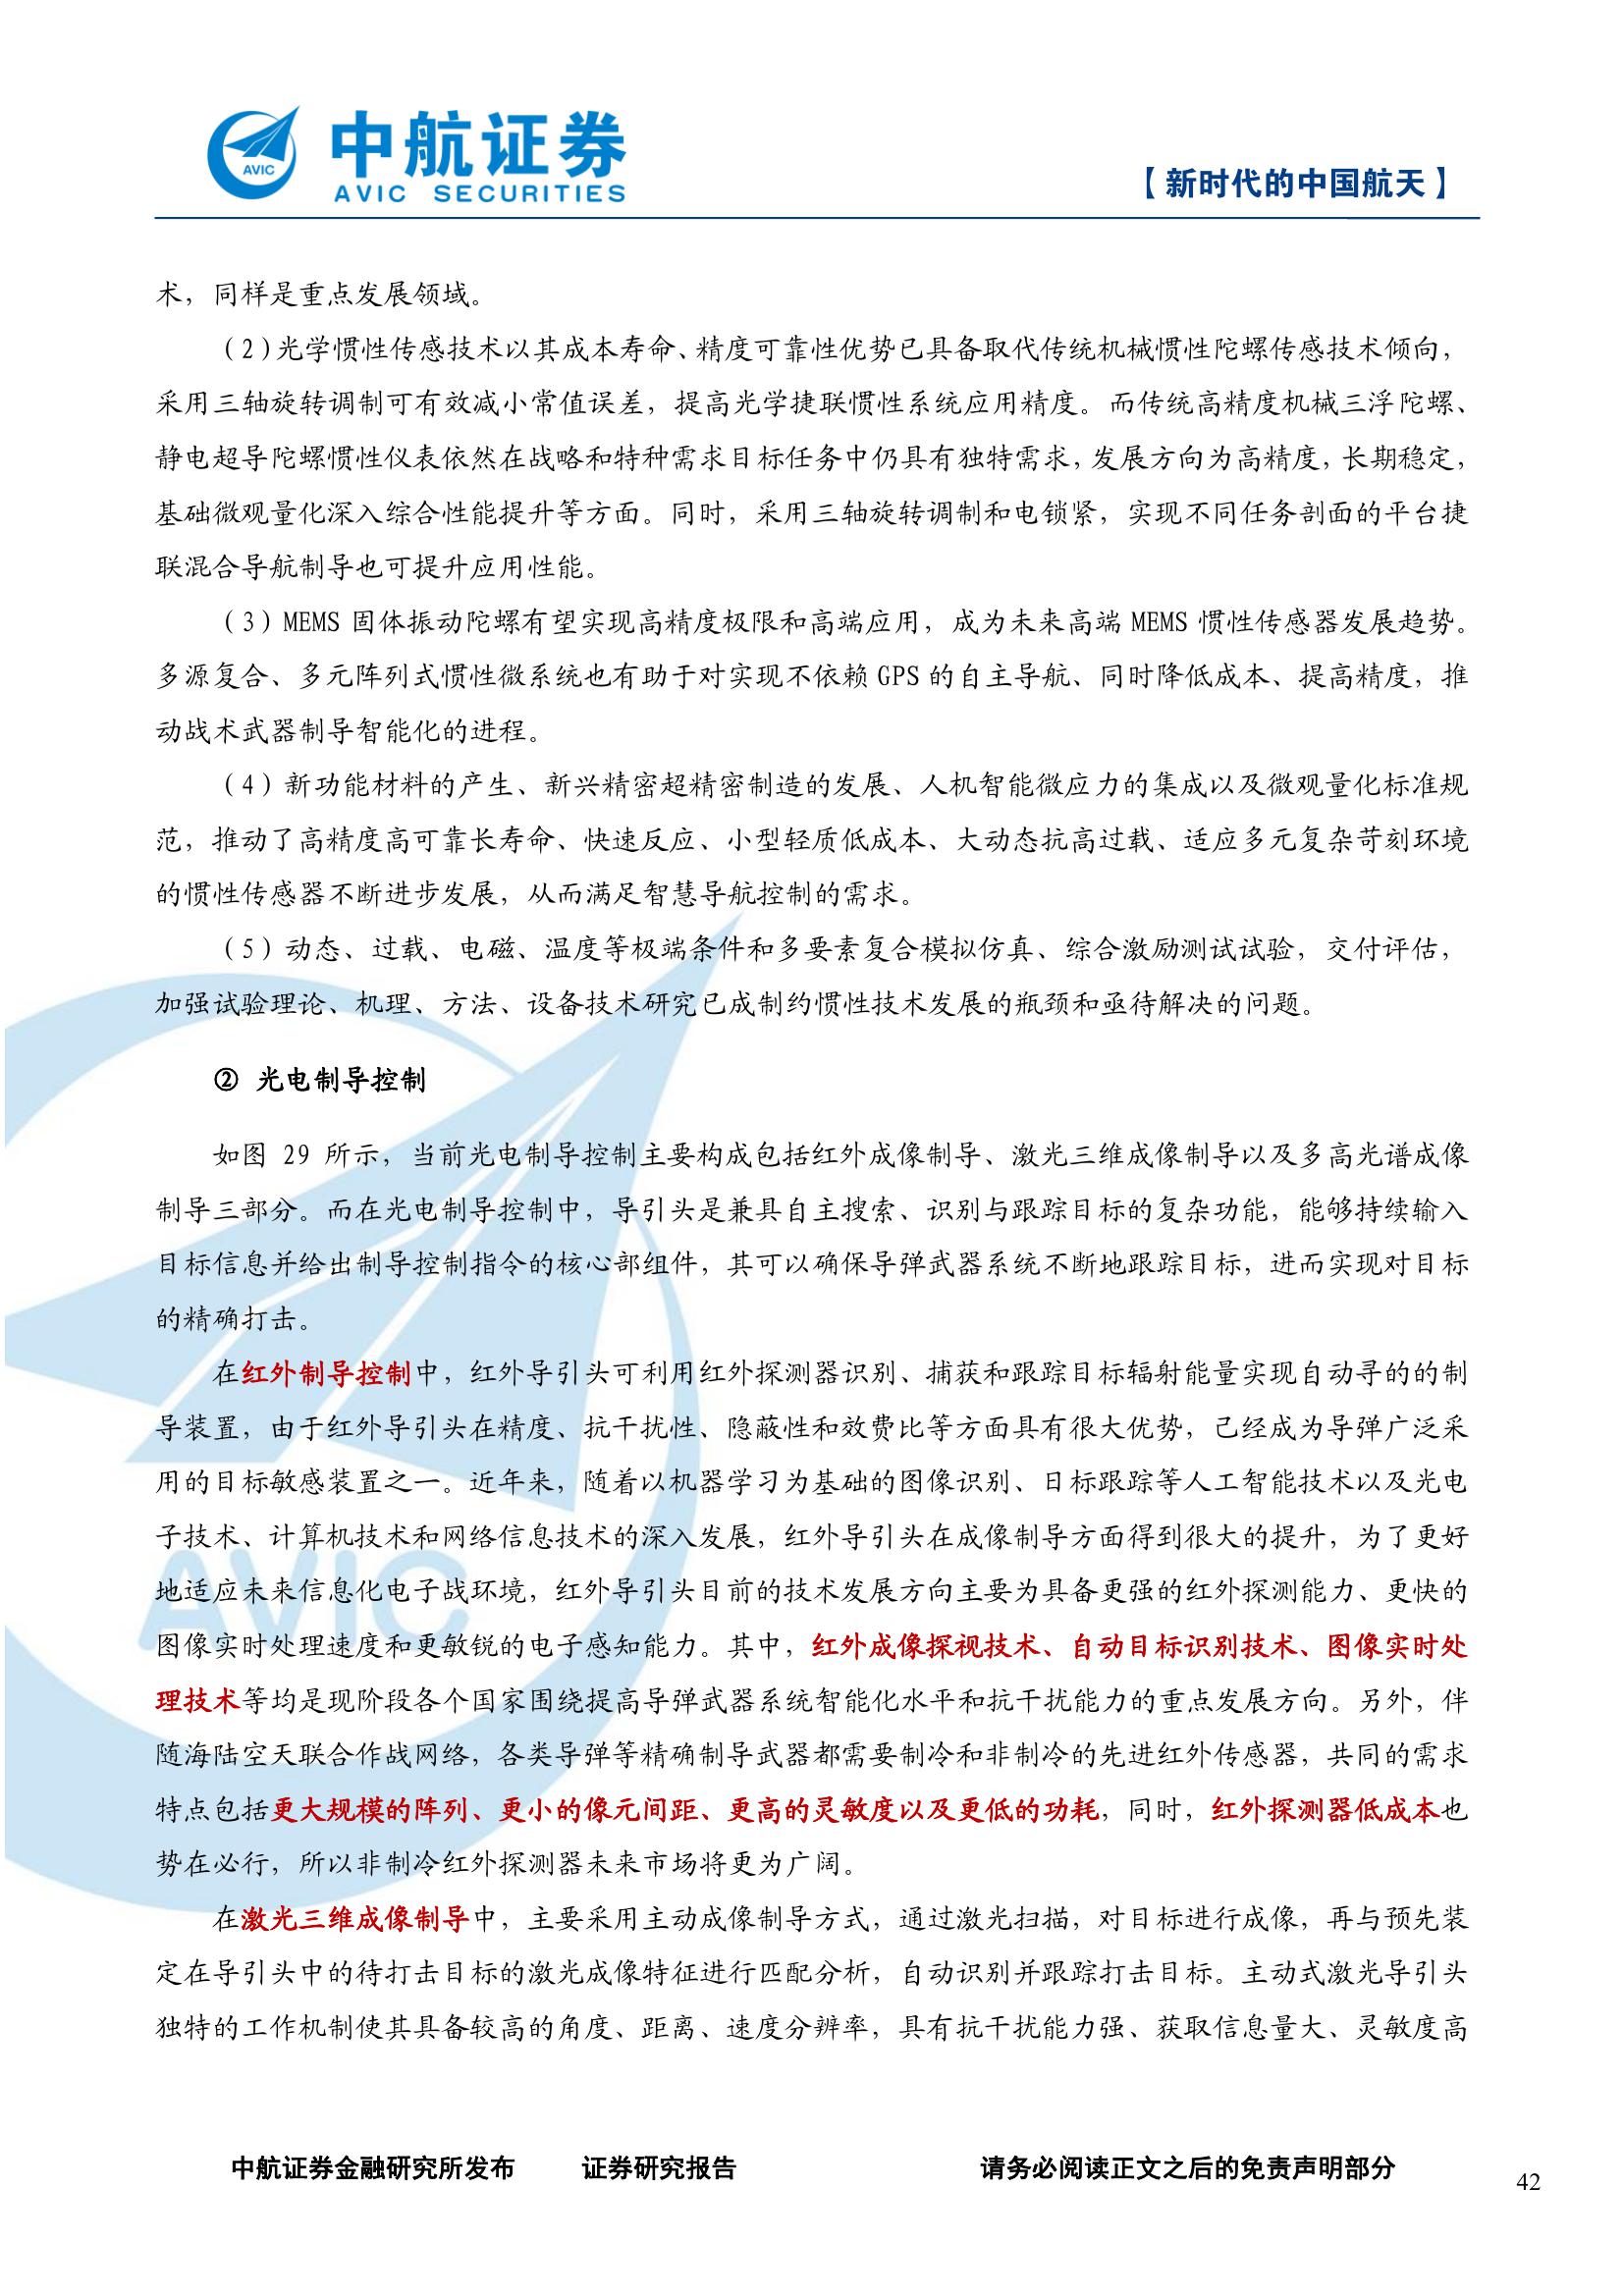 中航证券
AVIC SECURITIES
AVIC
【新时代的中国航天】
术，同样是重点发展领域。
（2）光学惯性传感技术以其成本寿命、精度可靠性优势已具备取代传统机械惯性陀螺传感技术倾向，
采用三轴旋转调制可有效减小常值误差，提高光学捷联惯性系统应用精度。而传统高精度机械三浮陀螺、
静电超导陀螺惯性仪表依然在战略和特种需求目标任务中仍具有独特需求，发展方向为高精度，长期稳定，
基础微观量化深入综合性能提升等方面。同时，采用三轴旋转调制和电锁紧，实现不同任务剖面的平台捷
联混合导航制导也可提升应用性能。
（3）MEMS 固体振动陀螺有望实现高精度极限和高端应用，成为未来高端 MEMS 惯性传感器发展趋势。
多源复合、多元阵列式惯性微系统也有助于对实现不依赖 GPS 的自主导航、同时降低成本、提高精度，推
动战术武器制导智能化的进程。
（4）新功能材料的产生、新兴精密超精密制造的发展、人机智能微应力的集成以及微观量化标准规
范，推动了高精度高可靠长寿命、快速反应、小型轻质低成本、大动态抗高过载、适应多元复杂苛刻环境
的惯性传感器不断进步发展，从而满足智慧导航控制的需求。
（5）动态、过载、电磁、温度等极端条件和多要素复合模拟仿真、综合激励测试试验，交付评估，
加强试验理论、机理、方法、设备技术研究已成制约惯性技术发展的瓶颈和亟待解决的问题。
② 光电制导控制
如图 29 所示，当前光电制导控制主要构成包括红外成像制导、激光三维成像制导以及多高光谱成像
制导三部分。而在光电制导控制中，导引头是兼具自主搜索、识别与跟踪目标的复杂功能，能够持续输入
目标信息并给出制导控制指令的核心部组件，其可以确保导弹武器系统不断地跟踪目标，进而实现对目标
的精确打击。
在红外制导控制中，红外导引头可利用红外探测器识别、捕获和跟踪目标辐射能量实现自动寻的的制
导装置，由于红外导引头在精度、抗干扰性、隐蔽性和效费比等方面具有很大优势，已经成为导弹广泛采
用的目标敏感装置之一。近年来，随着以机器学习为基础的图像识别、日标跟踪等人工智能技术以及光电
子技术、计算机技术和网络信息技术的深入发展，红外导引头在成像制导方面得到很大的提升，为了更好
地适应未来信息化电子战环境，红外导引头目前的技术发展方向主要为具备更强的红外探测能力、更快的
图像实时处理速度和更敏锐的电子感知能力。其中，红外成像探视技术、自动目标识别技术、图像实时处
理技术等均是现阶段各个国家围绕提高导弹武器系统智能化水平和抗干扰能力的重点发展方向。另外，伴
随海陆空天联合作战网络，各类导弹等精确制导武器都需要制冷和非制冷的先进红外传感器，共同的需求
特点包括更大规模的阵列、更小的像元间距、更高的灵敏度以及更低的功耗，同时，红外探测器低成本也
势在必行，所以非制冷红外探测器未来市场将更为广阔。
在激光三维成像制导中，主要采用主动成像制导方式，通过激光扫描，对目标进行成像，再与预先装
定在导引头中的待打击目标的激光成像特征进行匹配分析，自动识别并跟踪打击目标。主动式激光导引头
独特的工作机制使其具备较高的角度、距离、速度分辨率，具有抗干扰能力强、获取信息量大、灵敏度高
AVIC
中航证券金融研究所发布 证券研究报告 请务必阅读正文之后的免责声明部分
42